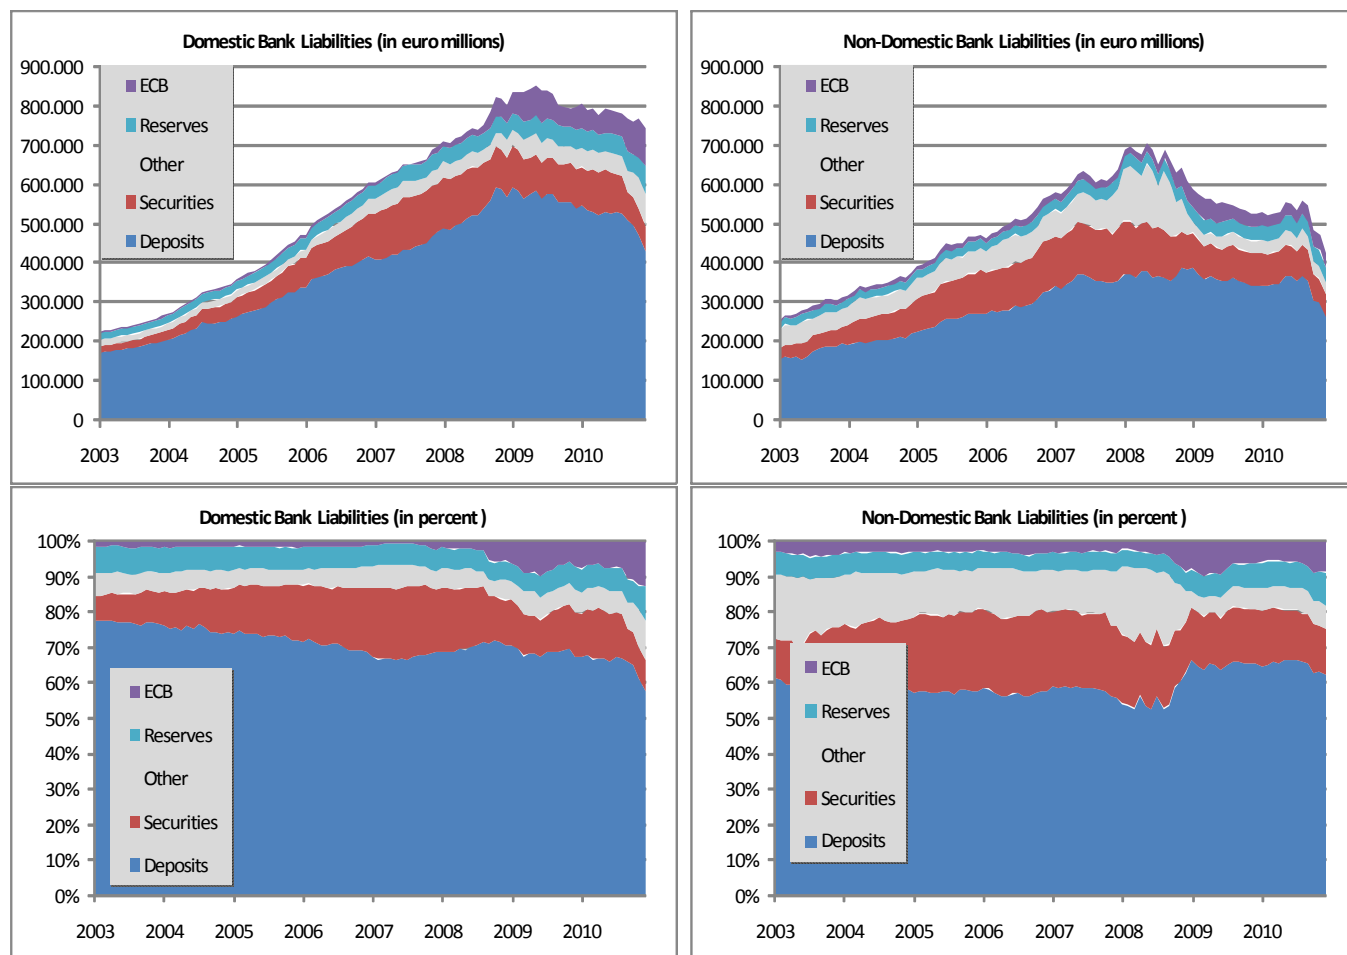 Domestic Bank Liabilities (in euro millions)
900.000
800.000
700.000
600.000
500.000
400.000
300.000
200.000
100.000
0
ECB
Reserves
Other
Securities
Deposits
2003 2004 2005 2006 2007 2008 2009 2010
Non-Domestic Bank Liabilities (in euro millions)
900.000
800.000
700.000
600.000
500.000
400.000
300.000
200.000
100.000
0
ECB
Reserves
Other
Securities
Deposits
2003 2004 2005 2006 2007 2008 2009 2010
Domestic Bank Liabilities (in percent )
100%
90%
80%
70%
60%
50%
40%
30%
20%
10%
0%
ECB
Reserves
Other
Securities
Deposits
2003 2004 2005 2006 2007 2008 2009 2010
Non-Domestic Bank Liabilities (in percent )
100%
90%
80%
70%
60%
50%
40%
30%
20%
10%
0%
ECB
Reserves
Other
Securities
Deposits
2003 2004 2005 2006 2007 2008 2009 2010